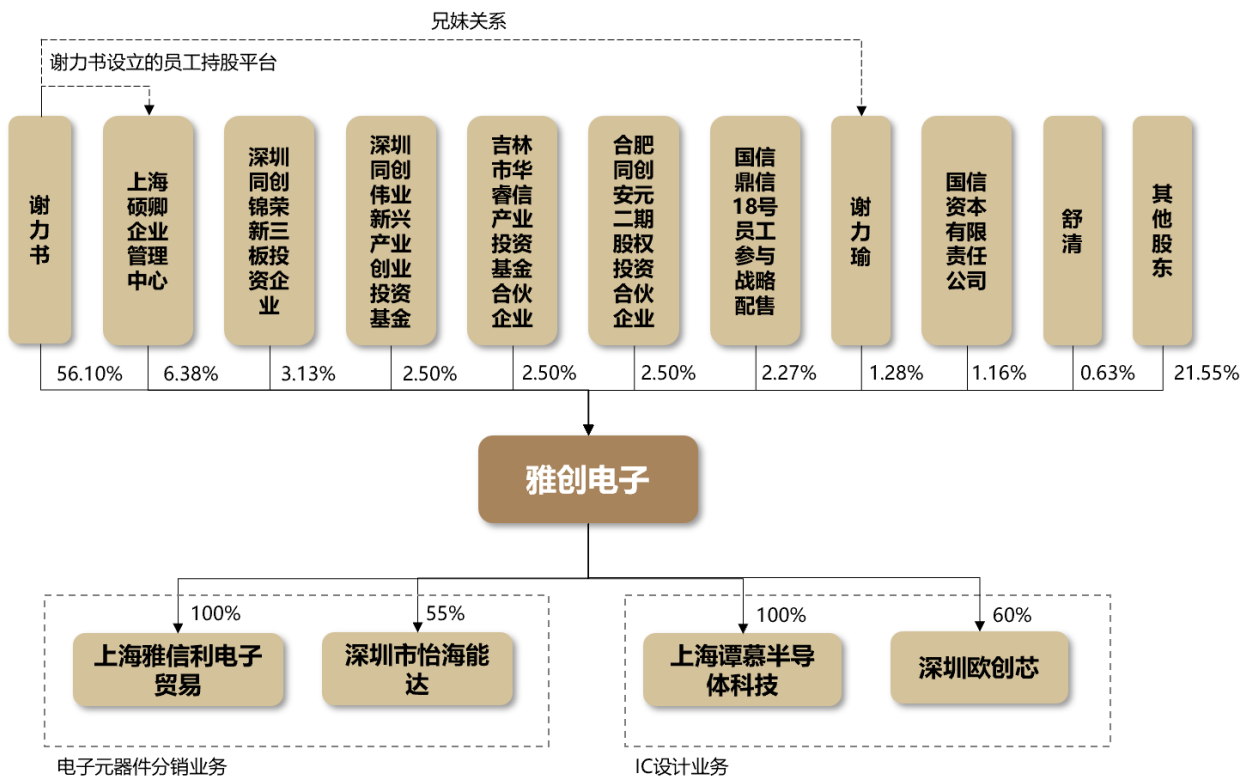 兄妹关系
谢力书设立的员工持股平台
谢
力
书
上海
硕卿
企业
管理
中心
深圳
同创
锦荣
新三
板投
资企
业
深圳
同创
伟业
新兴
产业
创业
投资
基金
吉林
市华
睿信
产业
投资
基金
合伙
企业
合肥
同创
安元
二期
股权
投资
合伙
企业
国信
鼎信
18号
员工
参与
战略
配售
谢
力
瑜
国信
资本
有限
责任
公司
舒
清
其
他
股
东
56.10%
6.38%
3.13%
2.50%
2.50%
2.50%
2.27%
1.28%
1.16%
0.63%
21.55%
雅创电子
100%
55%
100%
60%
上海雅信利电子
贸易
深圳市怡海能
达
上海谭慕半导
体科技
深圳欧创芯
电子元器件分销业务
IC设计业务